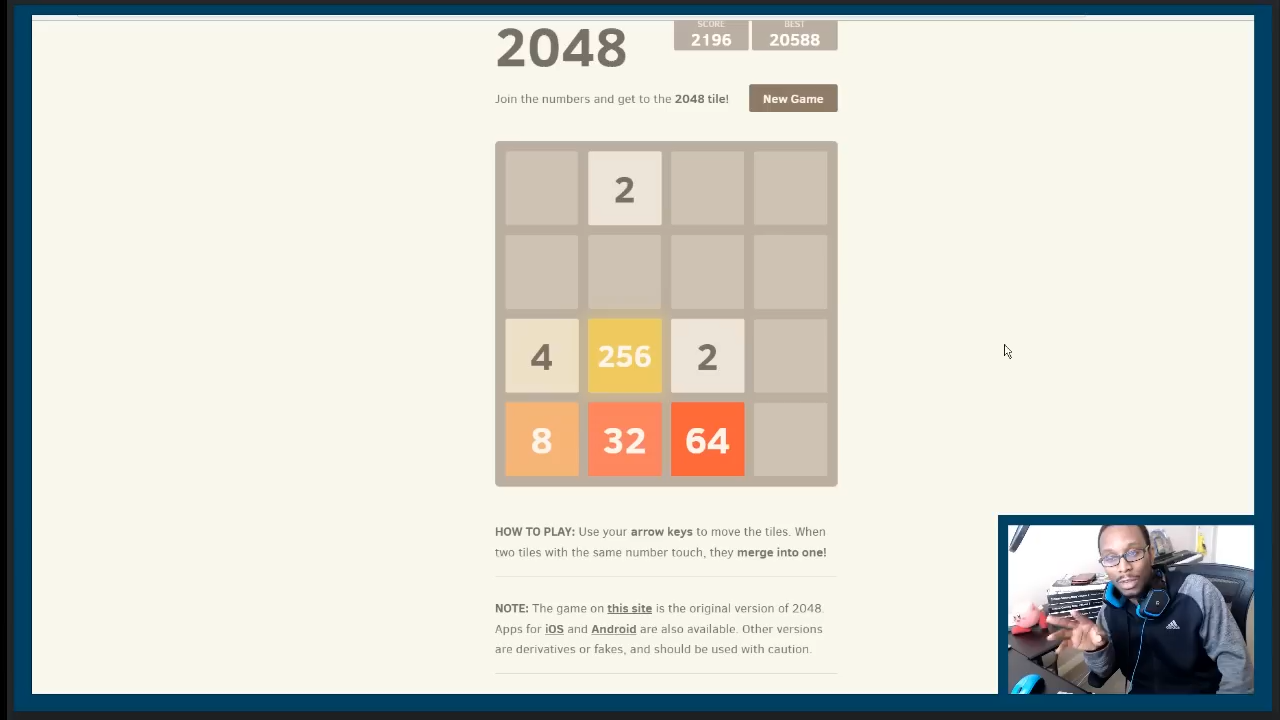 SCORE BEST
2048 2196 20588
Join the numbers and get to the 2048 tile! New Game
2
4 256 2
8 32 64
HOW TO PLAY: Use your arrow keys to move the tiles. When
two tiles with the same number touch, they merge into one!
NOTE: The game on this site is the original version of 2048.
Apps for iOS and Android are also available. Other versions
are derivatives or fakes, and should be used with caution.